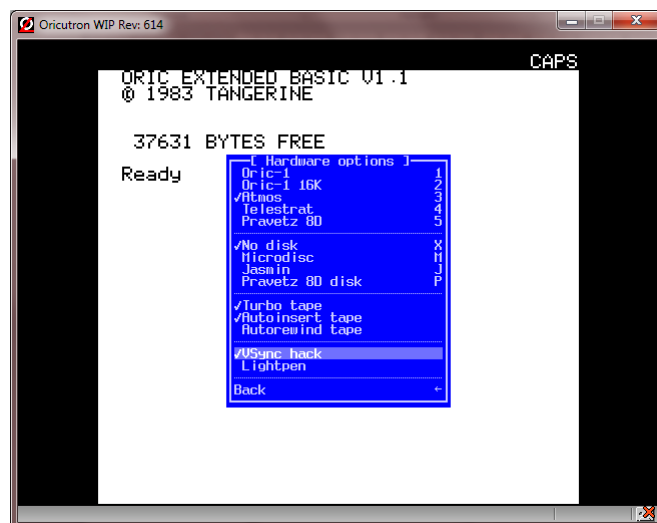 Oricutron WIP Rev: 614
CAPS
ORIC EXTENDED BASIC V1.1
© 1983 TANGERINE
37631 BYTES FREE
Ready
[ Hardware options ]
Oric-1 1
Oric-1 16K 2
✓Atmos 3
Telestrat 4
Pravetz 8D 5
✓No disk X
Microdisc M
Jasmin J
Pravetz 8D disk P
✓Turbo tape
✓Autoinsert tape
Autorewind tape
✓VSync hack
Lightpen
Back ←